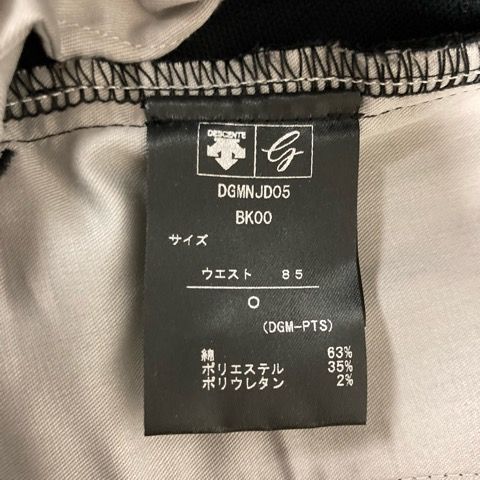 DESCENTE G
DGMNJD05
BK00
サイズ
ウエスト 85
O
(DGM-PTS)
綿 63%
ポリエステル 35%
ポリウレタン 2%